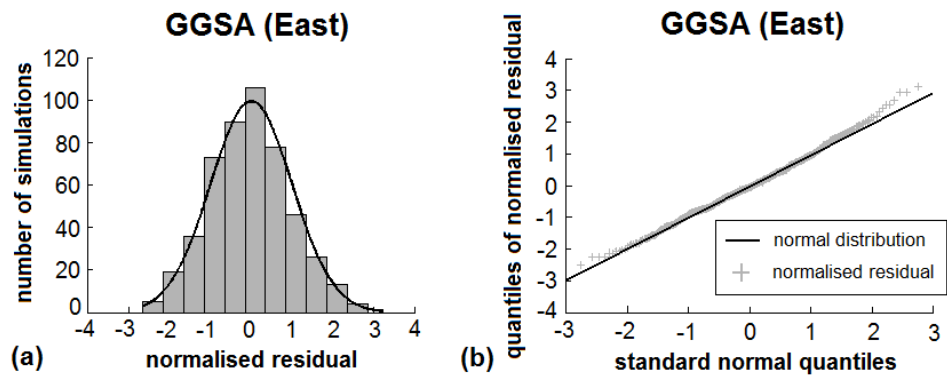 GGSA (East)
number of simulations
120
100
80
60
40
20
0
-4 -3 -2 -1 0 1 2 3 4
(a)
normalised residual
GGSA (East)
quantiles of normalised residual
4
3
2
1
0
-1
-2
-3
-4
normal distribution
normalised residual
-3 -2 -1 0 1 2 3
(b)
standard normal quantiles